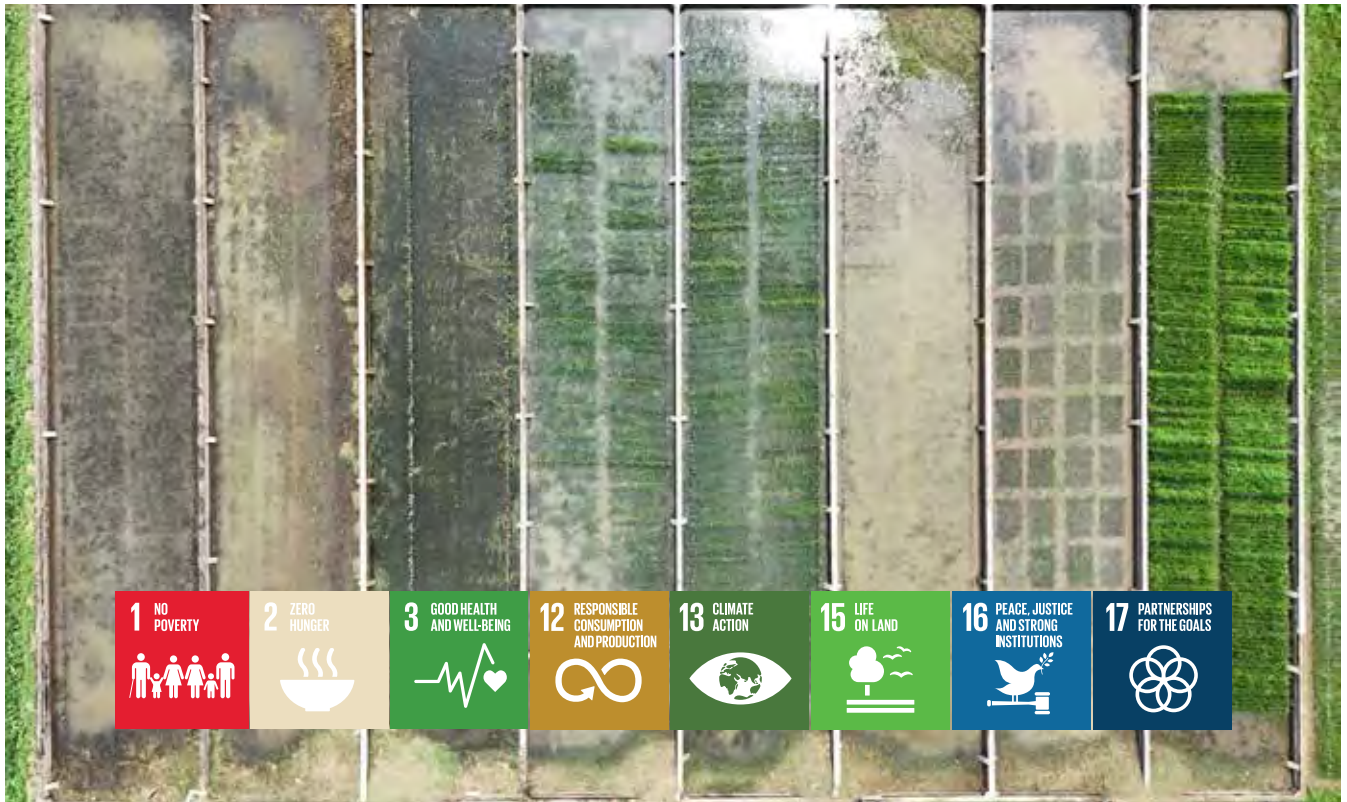 1 NO
POVERTY
2 ZERO
HUNGER
3 GOOD HEALTH
AND WELL-BEING
12 RESPONSIBLE
CONSUMPTION
AND PRODUCTION
13 CLIMATE
ACTION
15 LIFE
ON LAND
16 PEACE, JUSTICE
AND STRONG
INSTITUTIONS
17 PARTNERSHIPS
FOR THE GOALS